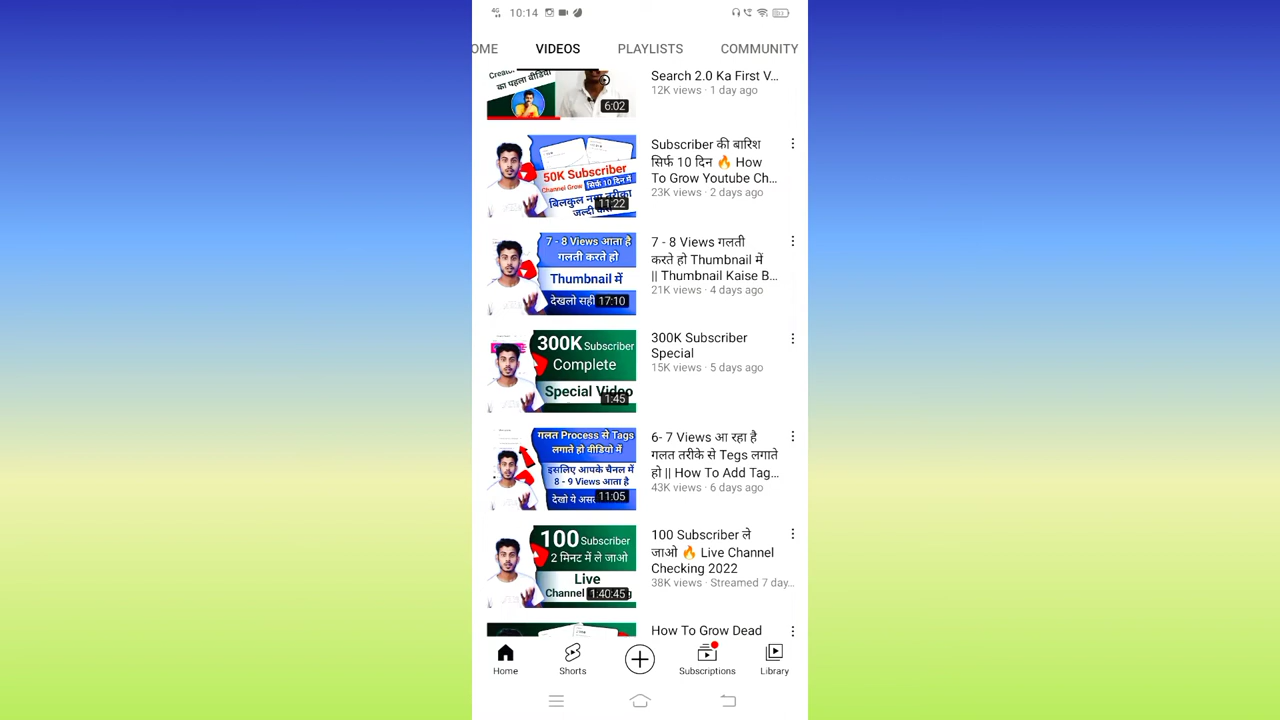 4G 10:14
OME VIDEOS PLAYLISTS COMMUNITY
का पहला वीडियो
6:02
Search 2.0 Ka First V...
12K views · 1 day ago
50K Subscriber
Channel Grow सिर्फ 10 दिन में
बिलकुल नया तरीका
जल्दी
11:22
Subscriber की बारिश
सिर्फ 10 दिन 🔥 How
To Grow Youtube Ch...
23K views · 2 days ago
7 - 8 Views आता है
गलती करते हो
Thumbnail में
देखलो सही
17:10
7 - 8 Views गलती
करते हो Thumbnail में
|| Thumbnail Kaise B...
21K views · 4 days ago
300K Subscriber
Complete
Special Video
1:45
300K Subscriber
Special
15K views · 5 days ago
गलत Process से Tags
लगाते हो वीडियो में
इसलिए आपके चैनल में
8 - 9 Views आता है
देखो ये
11:05
6- 7 Views आ रहा है
गलत तरीके से Tegs लगाते
हो || How To Add Tag...
43K views · 6 days ago
100 Subscriber
2 मिनट में ले जाओ
Live
Channel
1:40:45
100 Subscriber ले
जाओ 🔥 Live Channel
Checking 2022
38K views · Streamed 7 day...
How To Grow Dead
Home Shorts Subscriptions Library